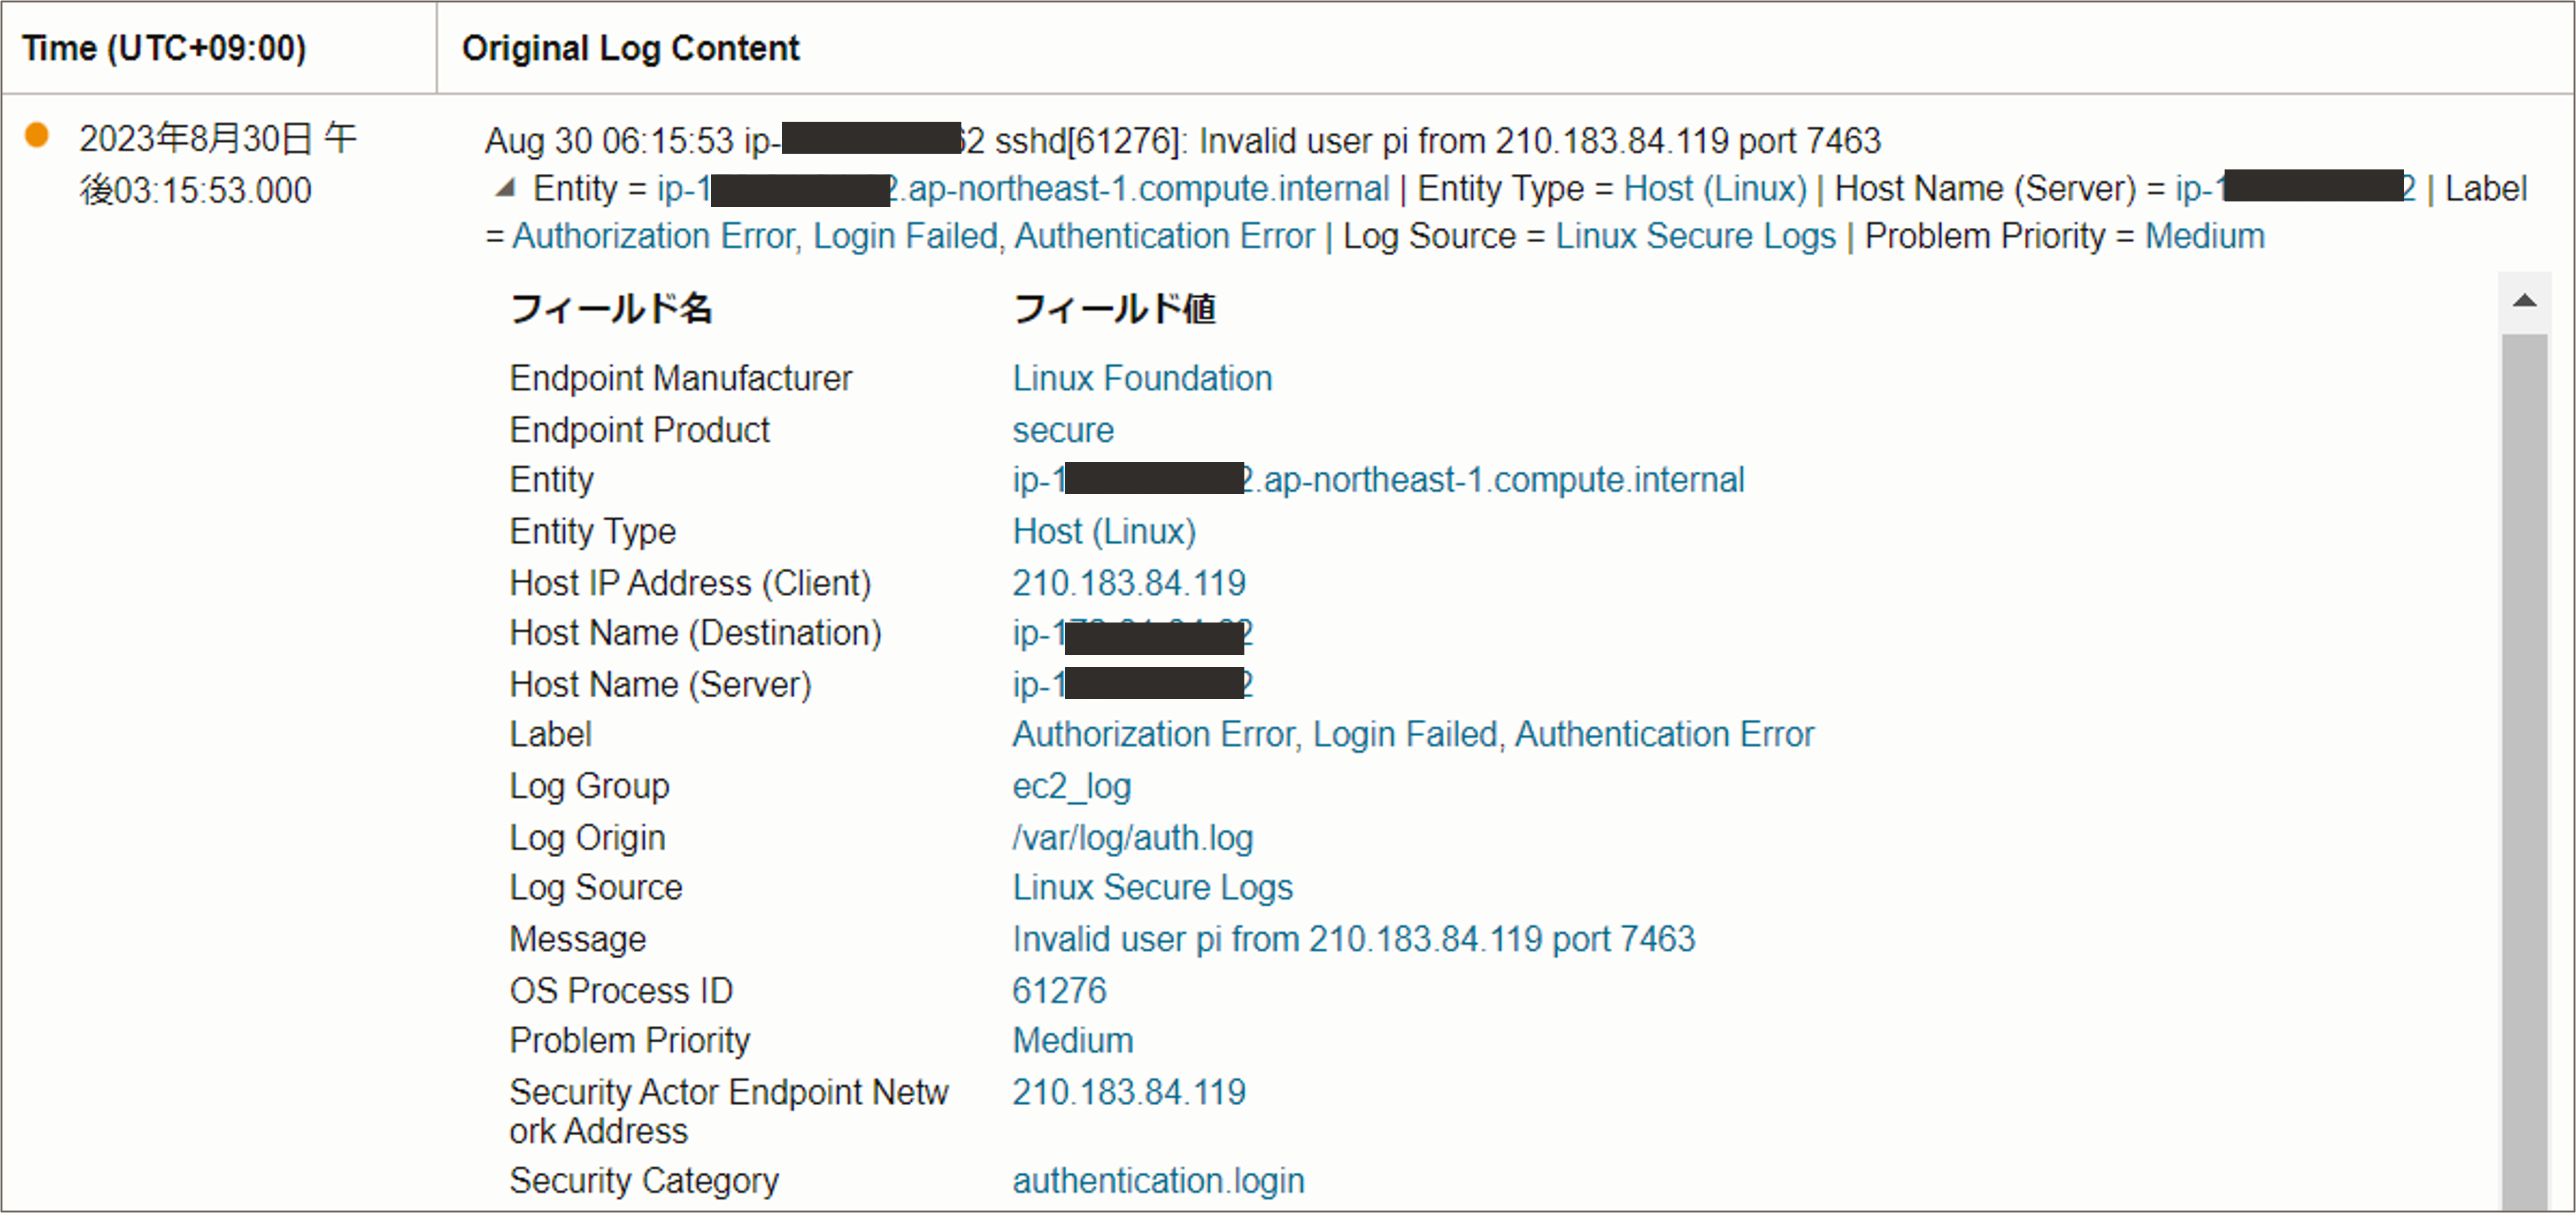 Time (UTC+09:00) Original Log Content
2023年8月30日 午
後03:15:53.000
Aug 30 06:15:53 ip- 2 sshd[61276]: Invalid user pi from 210.183.84.119 port 7463
Entity = ip-1 2.ap-northeast-1.compute.internal | Entity Type = Host (Linux) | Host Name (Server) = ip-1 2 | Label
= Authorization Error, Login Failed, Authentication Error | Log Source = Linux Secure Logs | Problem Priority = Medium
フィールド名 フィールド値
Endpoint Manufacturer Linux Foundation
Endpoint Product secure
Entity ip-1 2.ap-northeast-1.compute.internal
Entity Type Host (Linux)
Host IP Address (Client) 210.183.84.119
Host Name (Destination) ip-1 2
Host Name (Server) ip-1 2
Label Authorization Error, Login Failed, Authentication Error
Log Group ec2_log
Log Origin /var/log/auth.log
Log Source Linux Secure Logs
Message Invalid user pi from 210.183.84.119 port 7463
OS Process ID 61276
Problem Priority Medium
Security Actor Endpoint Netw 210.183.84.119
ork Address
Security Category authentication.login